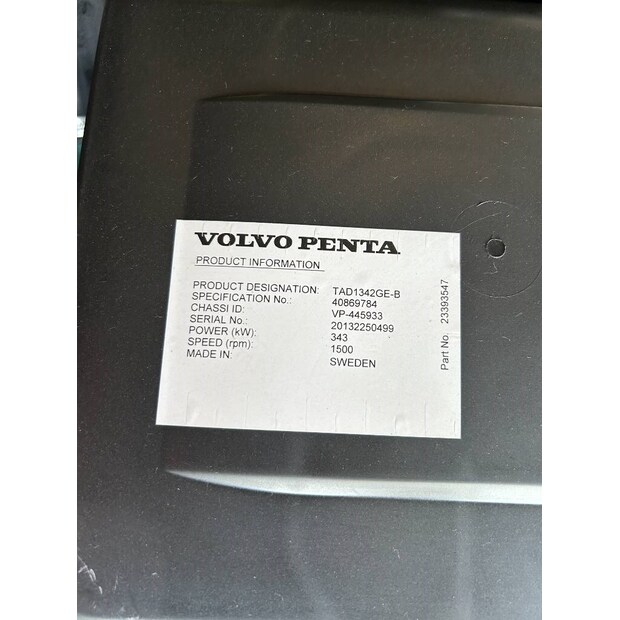 VOLVO PENTA
PRODUCT INFORMATION
PRODUCT DESIGNATION: TAD1342GE-B
SPECIFICATION No.: 40869784
CHASSI ID: VP-445933
SERIAL No.: 20132250499
POWER (kW): 343
SPEED (rpm): 1500
MADE IN: SWEDEN
Part No 23393547